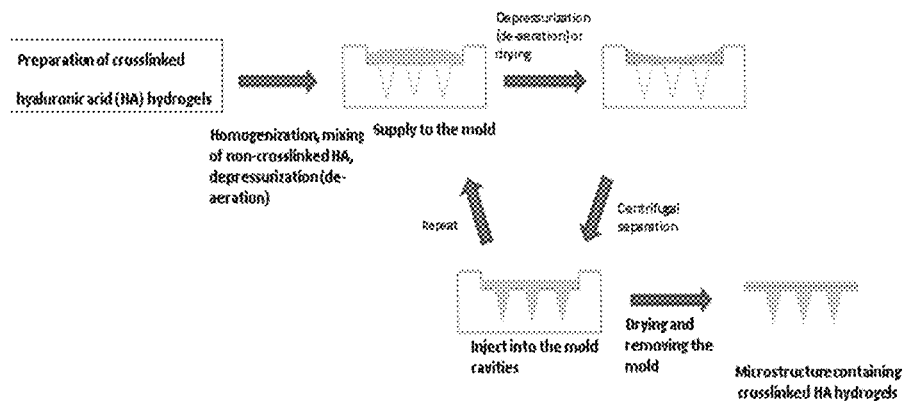 Preparation of crosslinked
hyaluronic acid (HA) hydrogels
Homogenization, mixing
of non-crosslinked HA,
depressurization (de-
aeration)
Supply to the mold
Depressurization
(de-aeration) or
drying
Centrifugal
separation
Repeat
Inject into the mold
cavities
Drying and
removing the
mold
Microstructure containing
crosslinked HA hydrogels